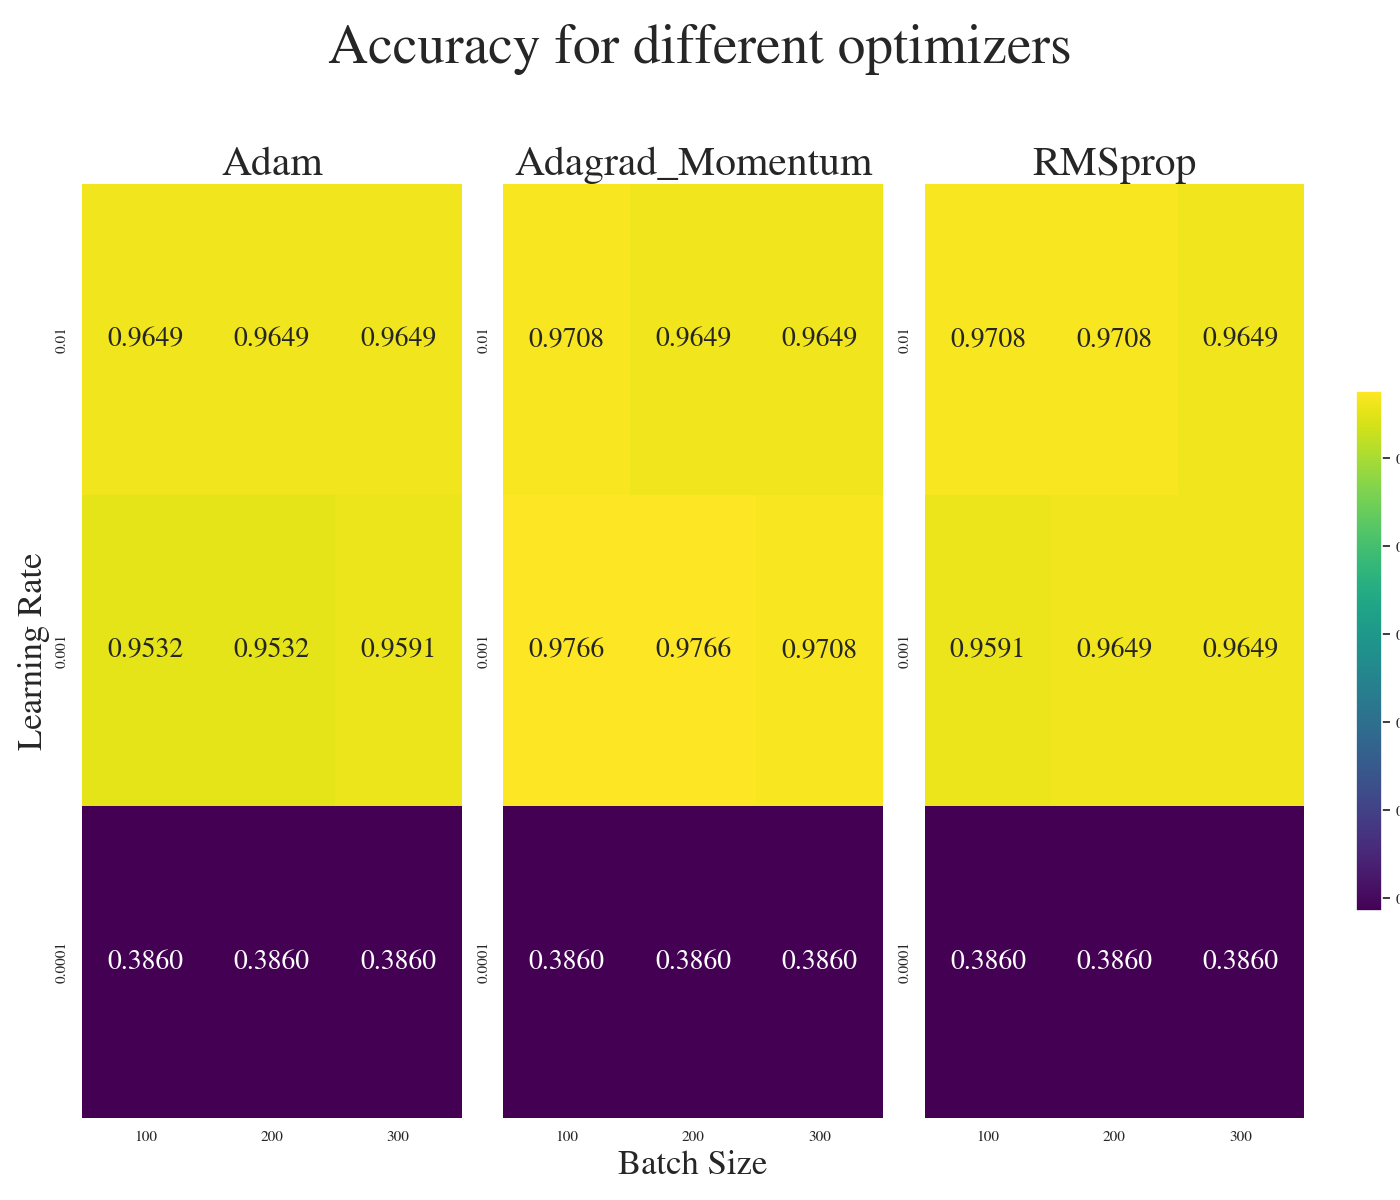 Accuracy for different optimizers
Adam
Adagrad_Momentum
RMSprop
0.01
0.9649 0.9649 0.9649
0.01
0.9708 0.9649 0.9649
0.01
0.9708 0.9708 0.9649
Learning Rate
0.001
0.9532 0.9532 0.9591
0.001
0.9766 0.9766 0.9708
0.001
0.9591 0.9649 0.9649
0.0001
0.3860 0.3860 0.3860
0.0001
0.3860 0.3860 0.3860
0.0001
0.3860 0.3860 0.3860
100 200 300
100 200 300
100 200 300
Batch Size